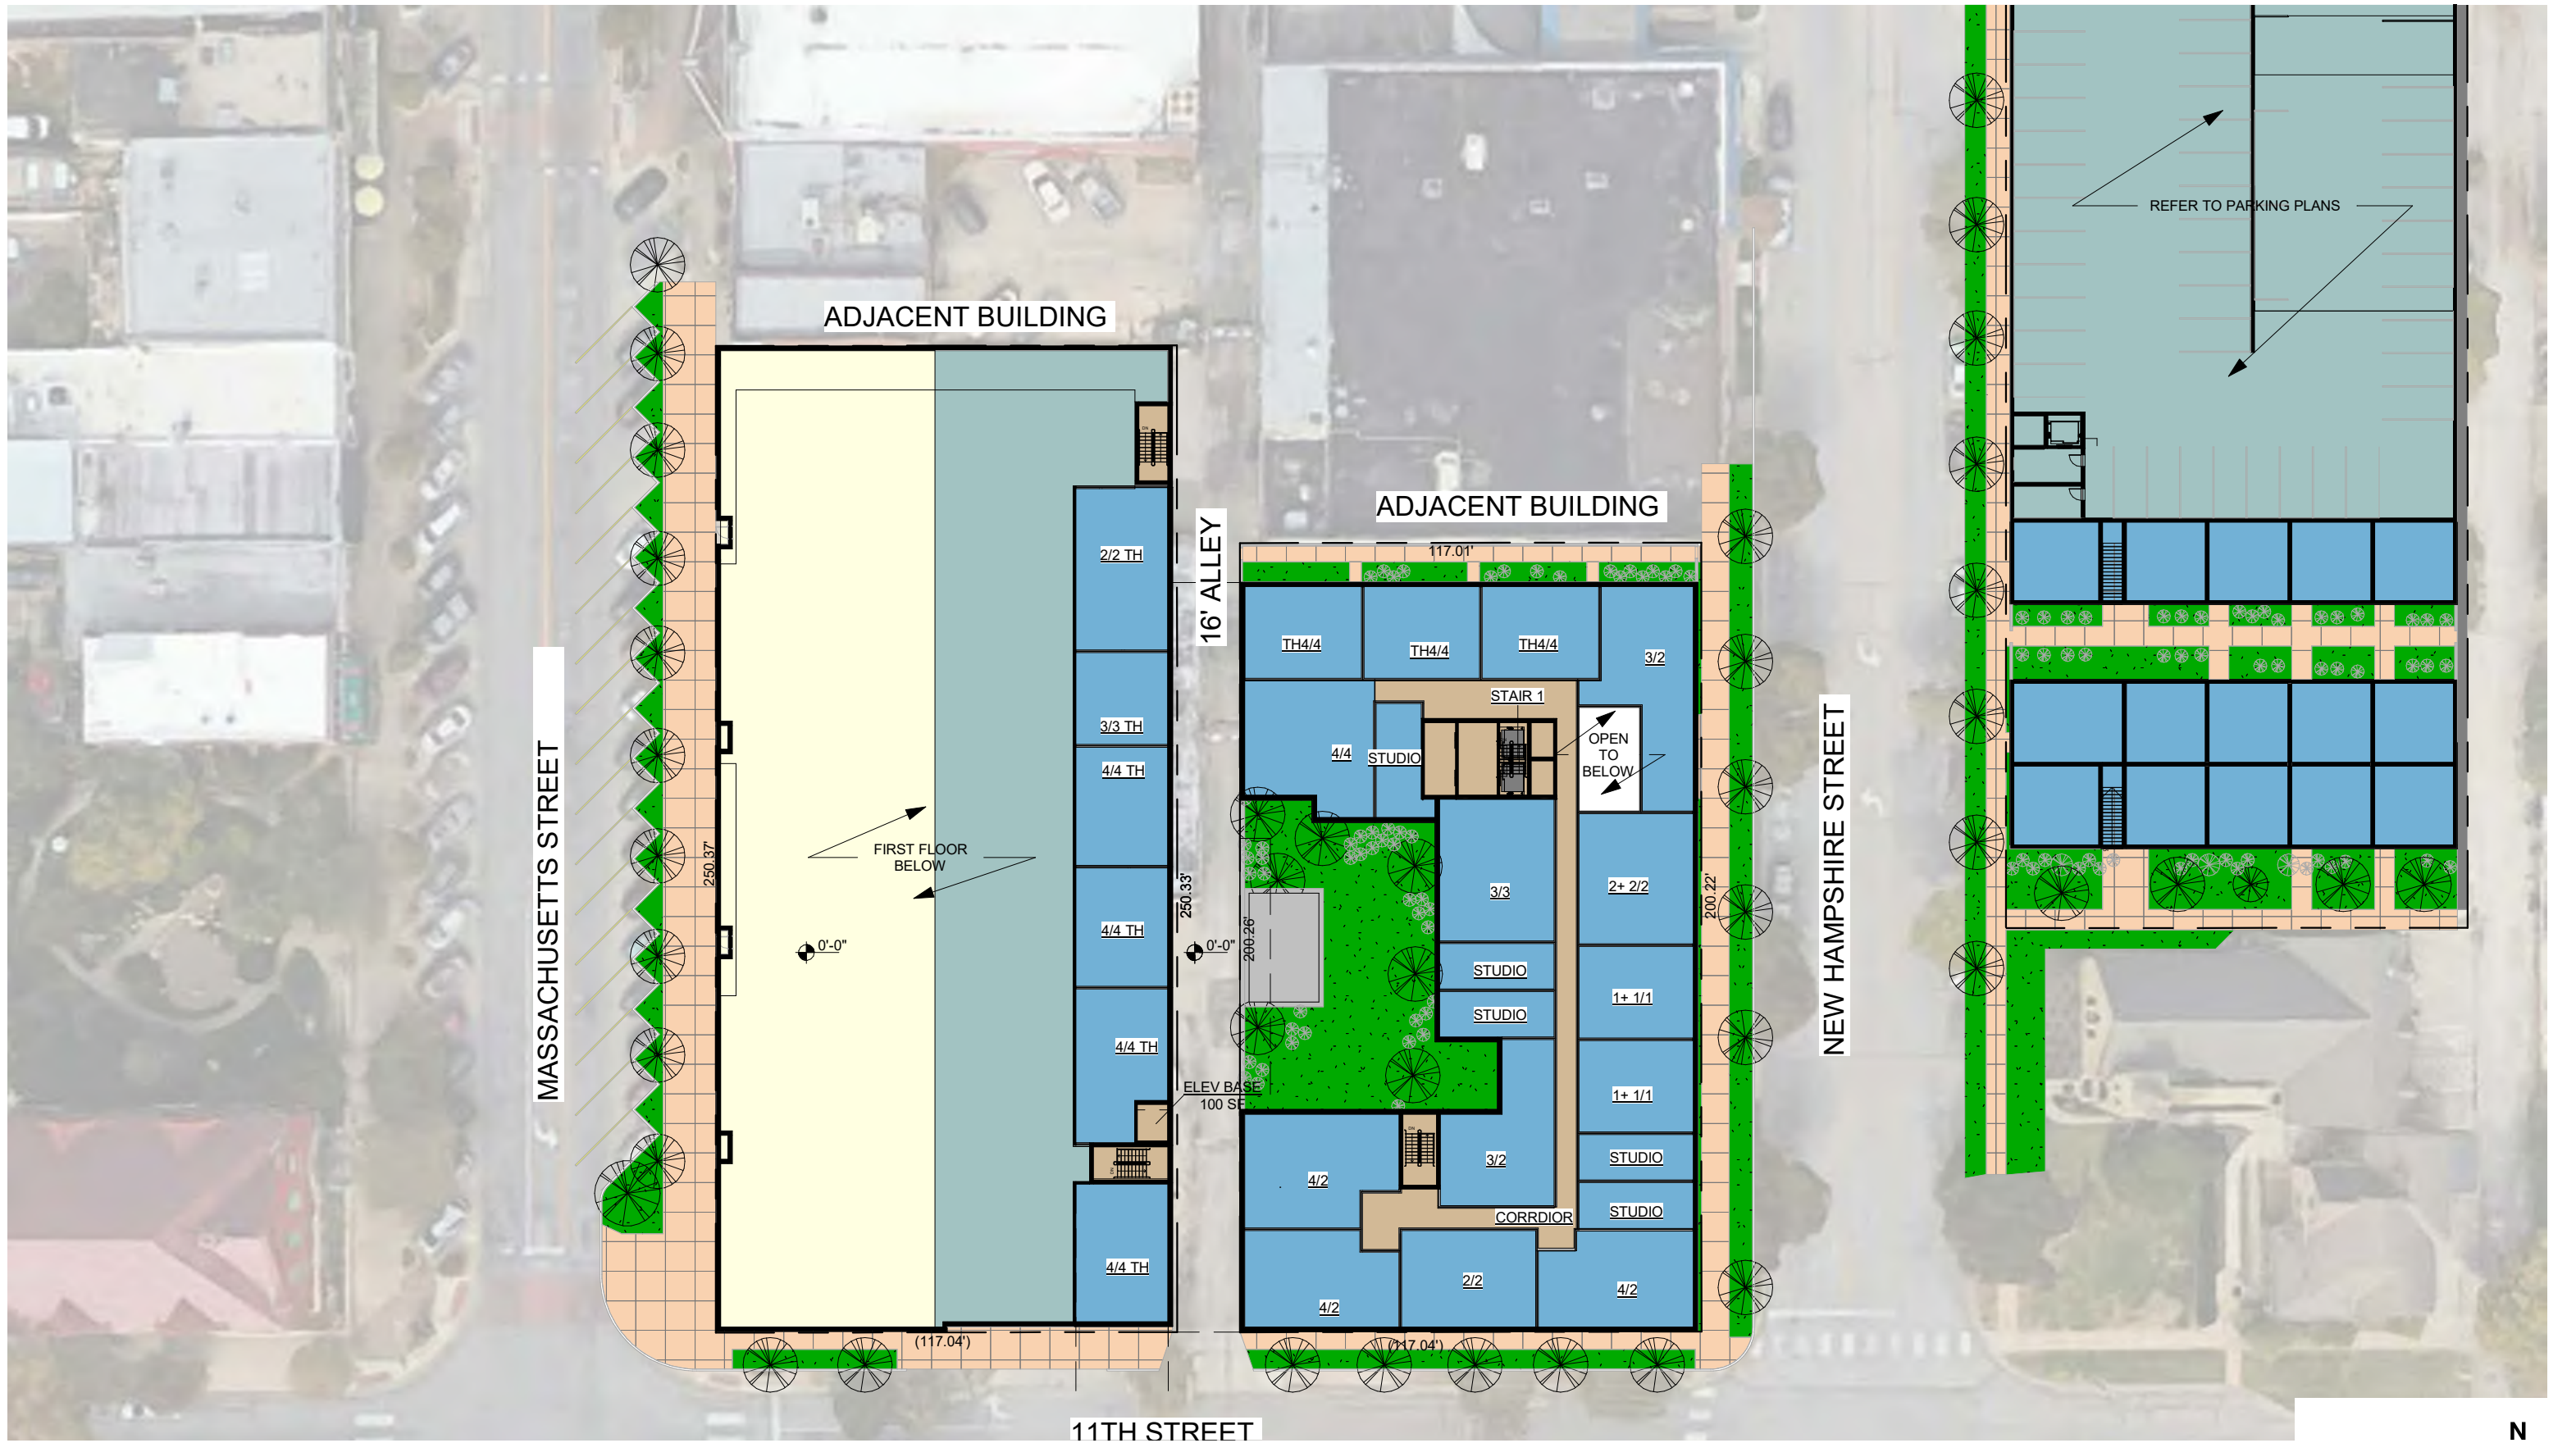 REFER TO PARKING PLANS
ADJACENT BUILDING
ADJACENT BUILDING
16' ALLEY
117.01'
2/2 TH
3/3 TH
4/4 TH
4/4 TH
4/4 TH
4/4 TH
TH4/4
TH4/4
TH4/4
3/2
STAIR 1
4/4
STUDIO
OPEN
TO
BELOW
MASSACHUSETTS STREET
250.37'
FIRST FLOOR
BELOW
0'-0"
250.33'
0'-0"
200.26'
3/3
2+ 2/2
200.22'
NEW HAMPSHIRE STREET
STUDIO
1+ 1/1
STUDIO
ELEV BASE
100 SF
1+ 1/1
4/2
3/2
STUDIO
STUDIO
CORRDIOR
4/2
2/2
4/2
(117.04')
(117.04')
11TH STREET
N
DN
DN
DN